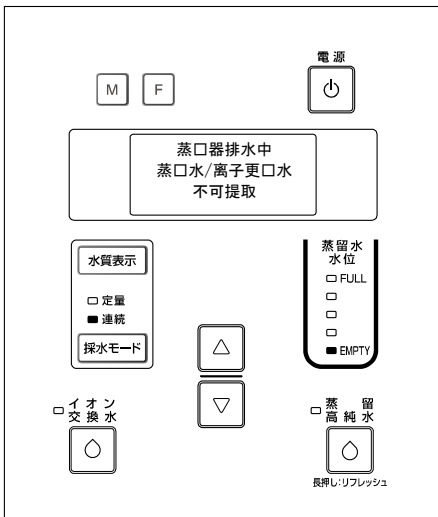 電源
M F
蒸口器排水中
蒸口水/离子更口水
不可提取
水質表示
定量
連続
採水モード
蒸留水
水位
FULL
EMPTY
イオン
交換水
蒸留
高純水
長押し:リフレッシュ